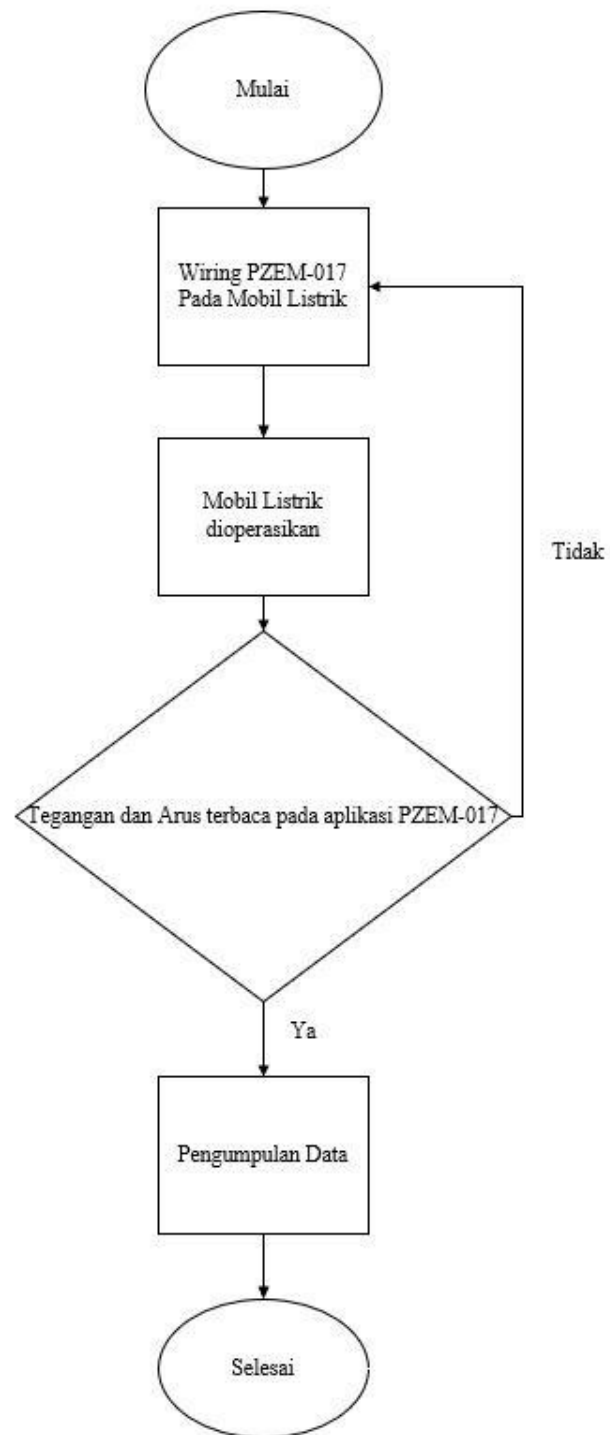 Mulai
Wiring PZEM-017
Pada Mobil Listrik
Mobil Listrik
dioperasikan
Tidak
Tegangan dan Arus terbaca pada aplikasi PZEM-017
Ya
Pengumpulan Data
Selesai